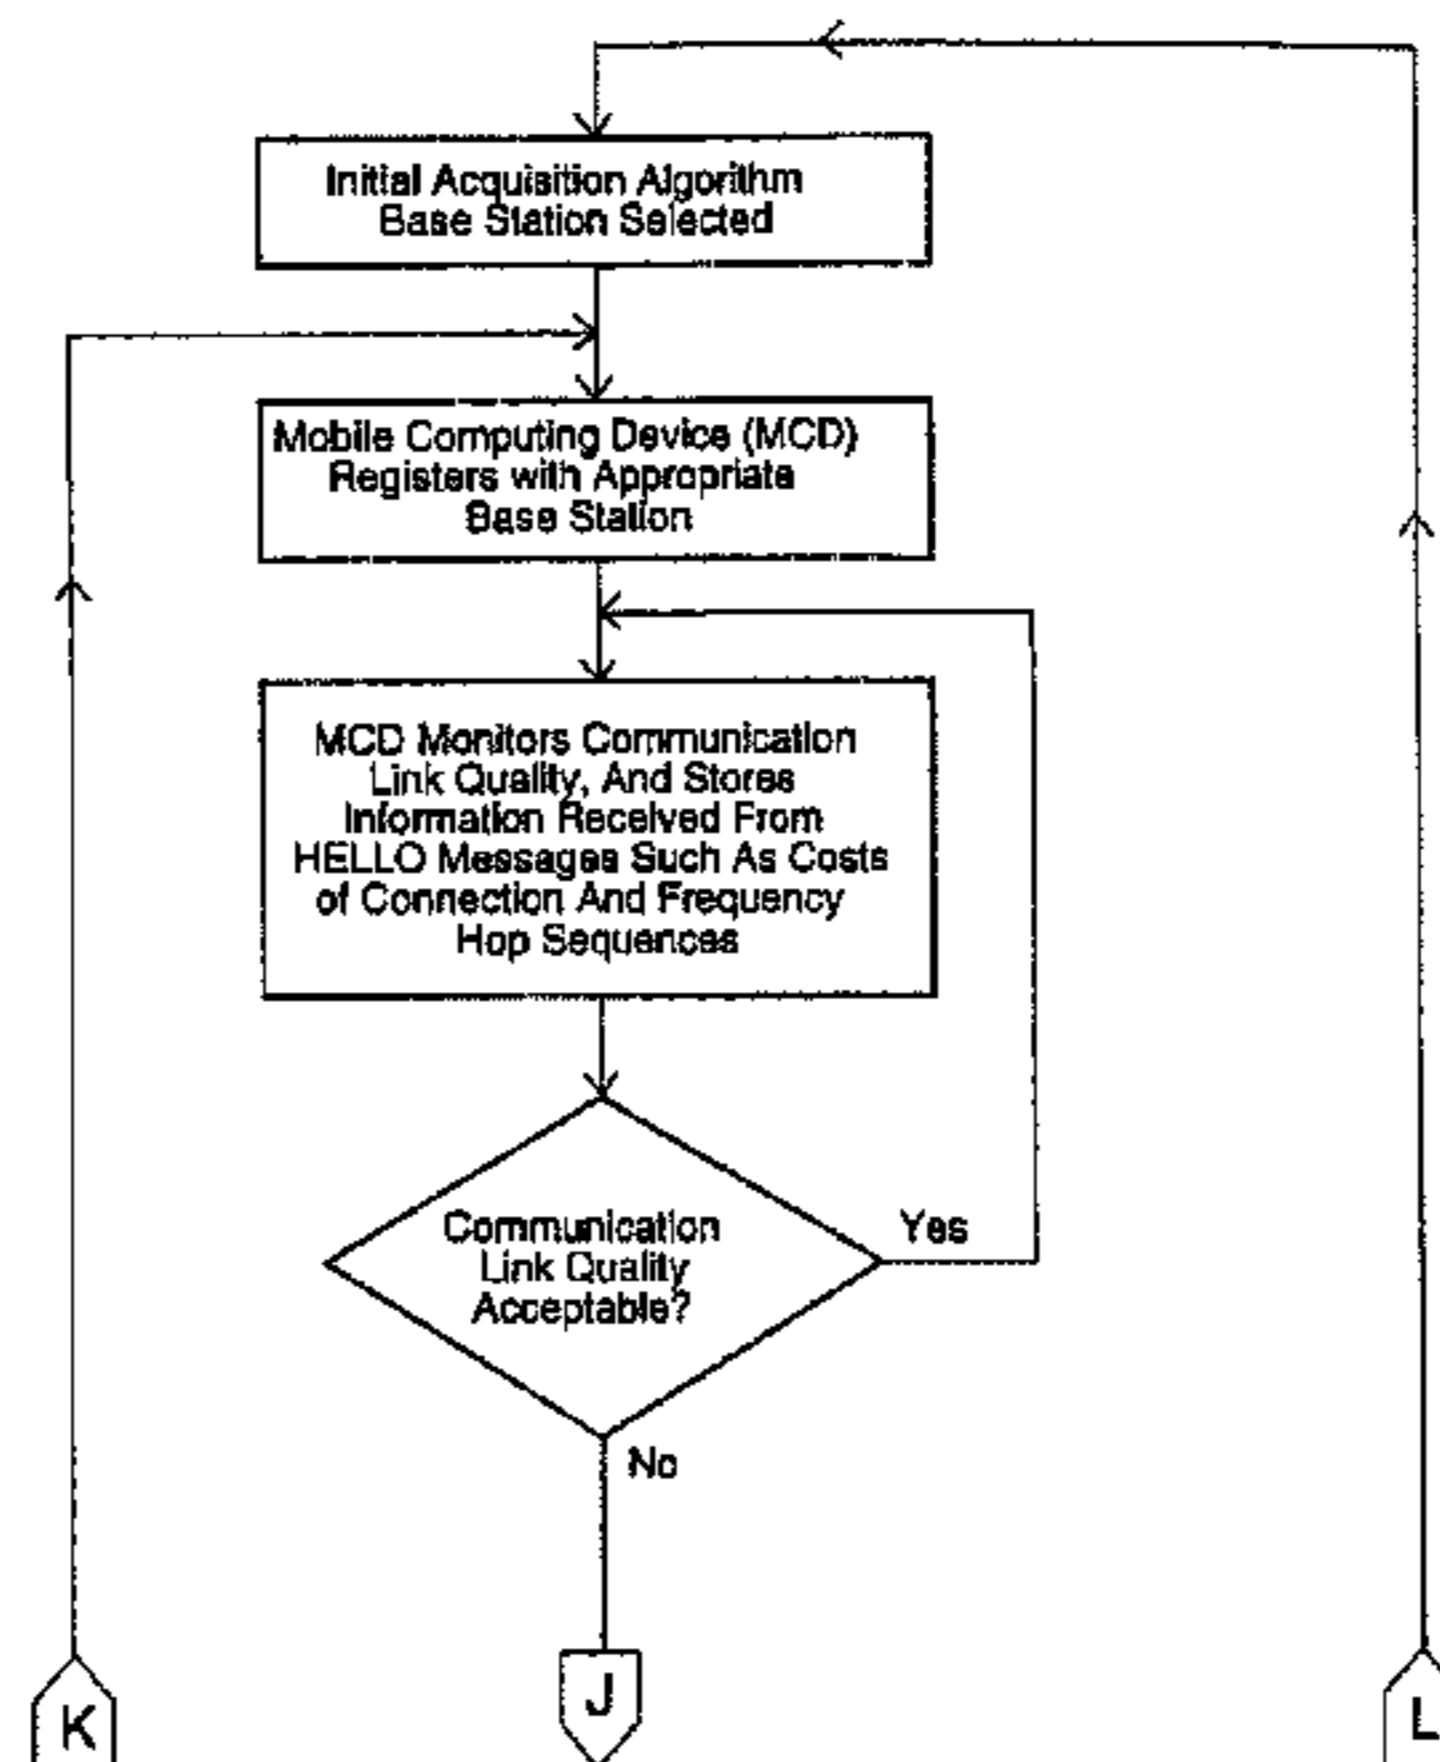 Initial Acquisition Algorithm
Base Station Selected
Mobile Computing Device (MCD)
Registers with Appropriate
Base Station
MCD Monitors Communication
Link Quality, And Stores
Information Received From
HELLO Messages Such As Costs
of Connection And Frequency
Hop Sequences
Communication
Link Quality
Acceptable?
Yes
No
K
J
L